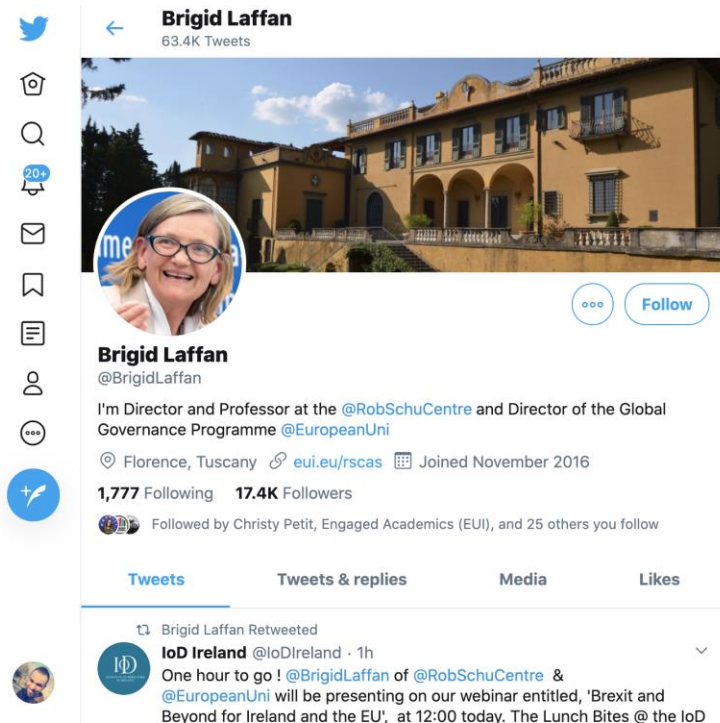 Brigid Laffan
63.4K Tweets
20+
Follow
Brigid Laffan
@BrigidLaffan
I'm Director and Professor at the @RobSchuCentre and Director of the Global
Governance Programme @EuropeanUni
Florence, Tuscany eui.eu/rscas Joined November 2016
1,777 Following 17.4K Followers
Followed by Christy Petit, Engaged Academics (EUI), and 25 others you follow
Tweets Tweets & replies Media Likes
Brigid Laffan Retweeted
IoD Ireland @IoDIreland · 1h
IoD
One hour to go ! @BrigidLaffan of @RobSchuCentre &
@EuropeanUni will be presenting on our webinar entitled, 'Brexit and
Beyond for Ireland and the EU', at 12:00 today. The Lunch Bites @ the IoD